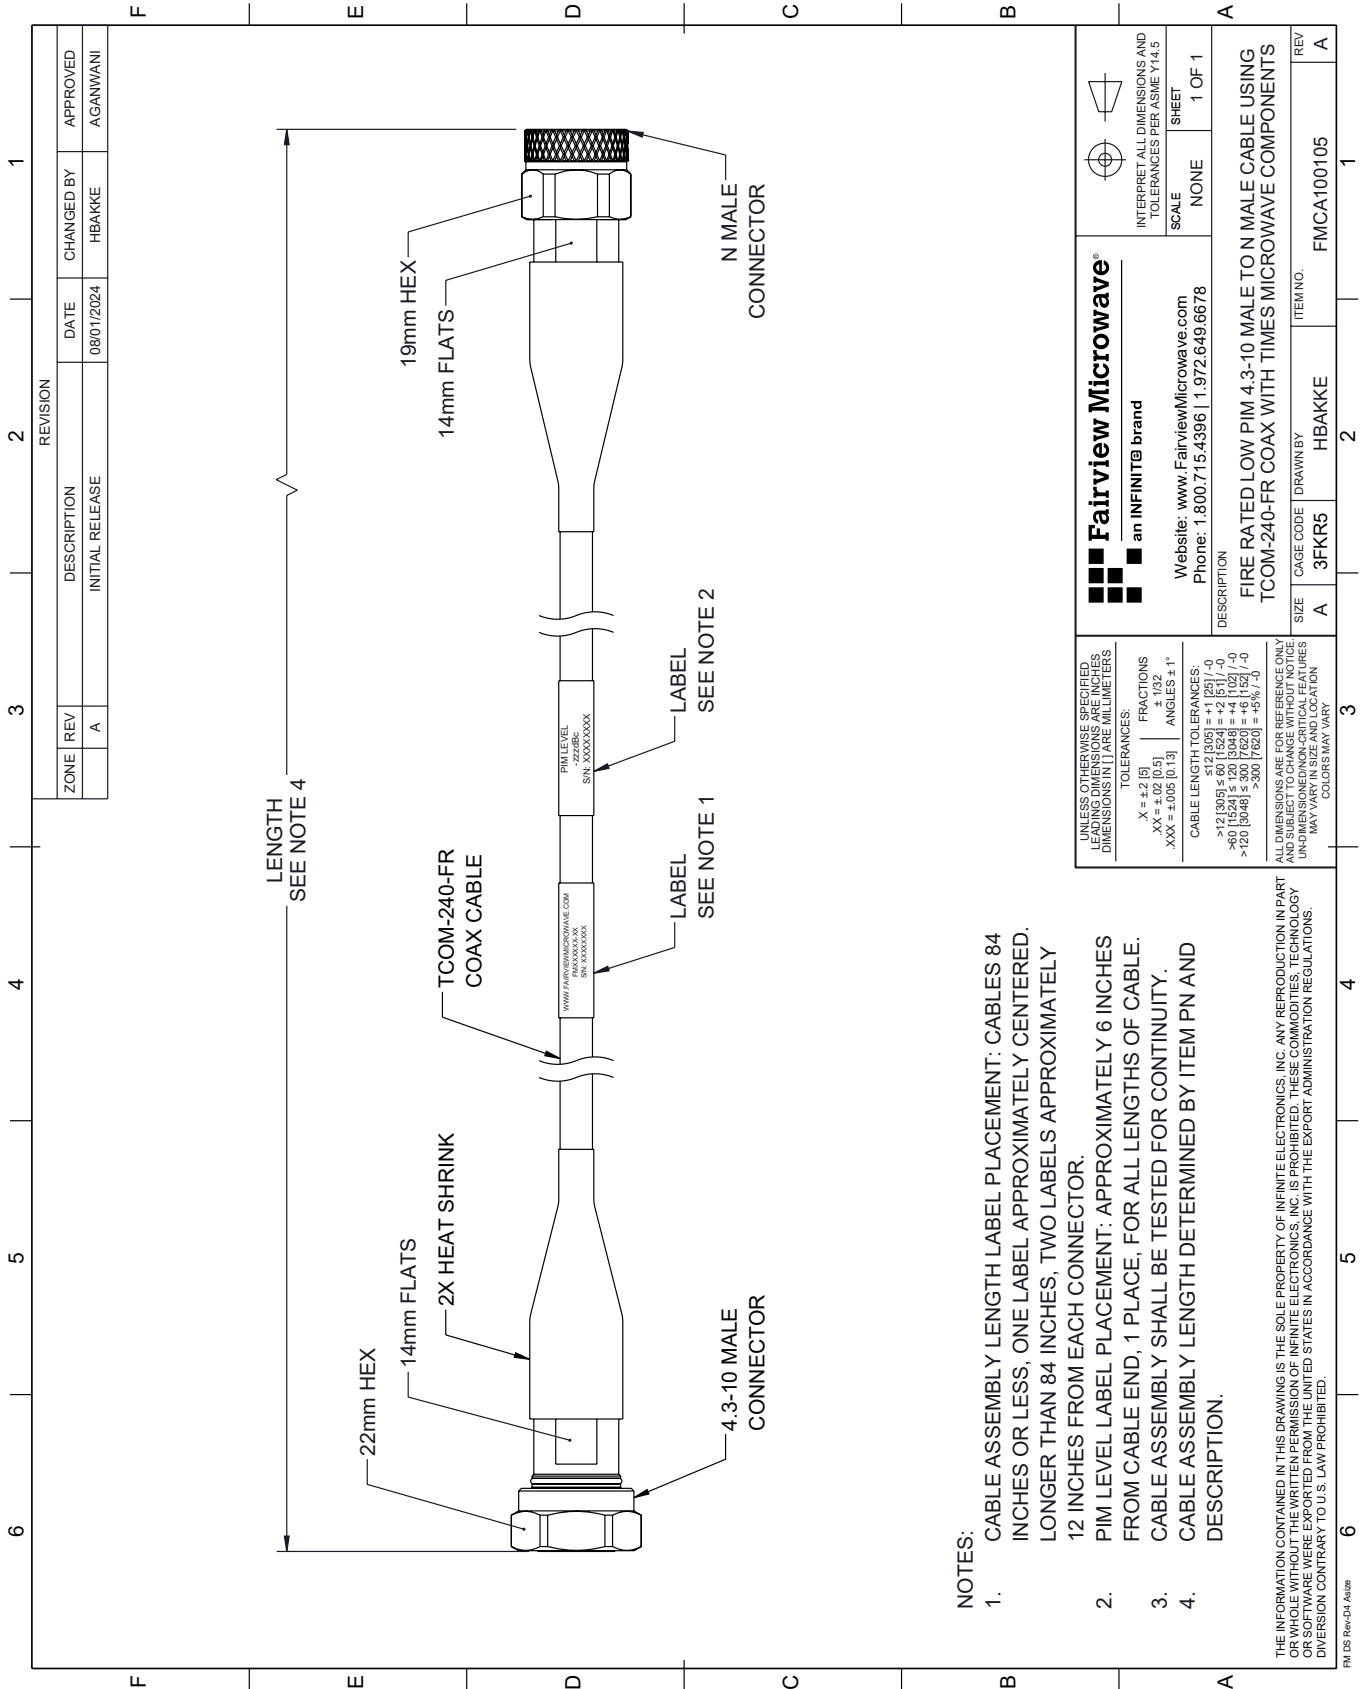 REVISION
ZONE REV DESCRIPTION DATE CHANGED BY APPROVED
A INITIAL RELEASE 08/01/2024 HBAKKE AGANWANI
6 5 4 3 2 1
F
E
D
C
B
A
F
E
D
C
B
A
LENGTH
SEE NOTE 4
22mm HEX
14mm FLATS
2X HEAT SHRINK
TCOM-240-FR
COAX CABLE
19mm HEX
14mm FLATS
WWW.FAIRVIEWMICROWAVE.COM
FMXXXXX-XX
S/N: XXXXXXXX
PIM LEVEL
-zzzdBc
S/N: XXXXXXXX
4.3-10 MALE
CONNECTOR
LABEL
SEE NOTE 1
LABEL
SEE NOTE 2
N MALE
CONNECTOR
NOTES:
1. CABLE ASSEMBLY LENGTH LABEL PLACEMENT: CABLES 84
INCHES OR LESS, ONE LABEL APPROXIMATELY CENTERED.
LONGER THAN 84 INCHES, TWO LABELS APPROXIMATELY
12 INCHES FROM EACH CONNECTOR.
2. PIM LEVEL LABEL PLACEMENT: APPROXIMATELY 6 INCHES
FROM CABLE END, 1 PLACE, FOR ALL LENGTHS OF CABLE.
3. CABLE ASSEMBLY SHALL BE TESTED FOR CONTINUITY.
4. CABLE ASSEMBLY LENGTH DETERMINED BY ITEM PN AND
DESCRIPTION.
THE INFORMATION CONTAINED IN THIS DRAWING IS THE SOLE PROPERTY OF INFINITE ELECTRONICS, INC. ANY REPRODUCTION IN PART
OR WHOLE WITHOUT THE WRITTEN PERMISSION OF INFINITE ELECTRONICS, INC. IS PROHIBITED. THESE COMMODITIES, TECHNOLOGY
OR SOFTWARE WERE EXPORTED FROM THE UNITED STATES IN ACCORDANCE WITH THE EXPORT ADMINISTRATION REGULATIONS.
DIVERSION CONTRARY TO U.S. LAW PROHIBITED.
UNLESS OTHERWISE SPECIFIED
LEADING DIMENSIONS ARE INCHES
DIMENSIONS IN [ ] ARE MILLIMETERS
TOLERANCES:
.X = ±.2 [5] FRACTIONS
.XX = ±.02 [0.5] ± 1/32
.XXX = ±.005 [0.13] ANGLES ± 1°
CABLE LENGTH TOLERANCES:
≤12 [305] = +1 [25] / -0
>12 [305] ≤ 60 [1524] = +2 [51] / -0
>60 [1524] ≤ 120 [3048] = +4 [102] / -0
>120 [3048] ≤ 300 [7620] = +6 [152] / -0
>300 [7620] = +5% / -0
ALL DIMENSIONS ARE FOR REFERENCE ONLY
AND SUBJECT TO CHANGE WITHOUT NOTICE.
UN-DIMENSIONED/NON-CRITICAL FEATURES
MAY VARY IN SIZE AND LOCATION
COLORS MAY VARY
Fairview Microwave®
an INFINIT@ brand
Website: www.FairviewMicrowave.com
Phone: 1.800.715.4396 | 1.972.649.6678
INTERPRET ALL DIMENSIONS AND
TOLERANCES PER ASME Y14.5
SCALE SHEET
NONE 1 OF 1
DESCRIPTION
FIRE RATED LOW PIM 4.3-10 MALE TO N MALE CABLE USING
TCOM-240-FR COAX WITH TIMES MICROWAVE COMPONENTS
SIZE CAGE CODE DRAWN BY ITEM NO. REV
A 3FKR5 HBAKKE FMCA100105 A
6 5 4 3 2 1
FM DS Rev-D4 Asize